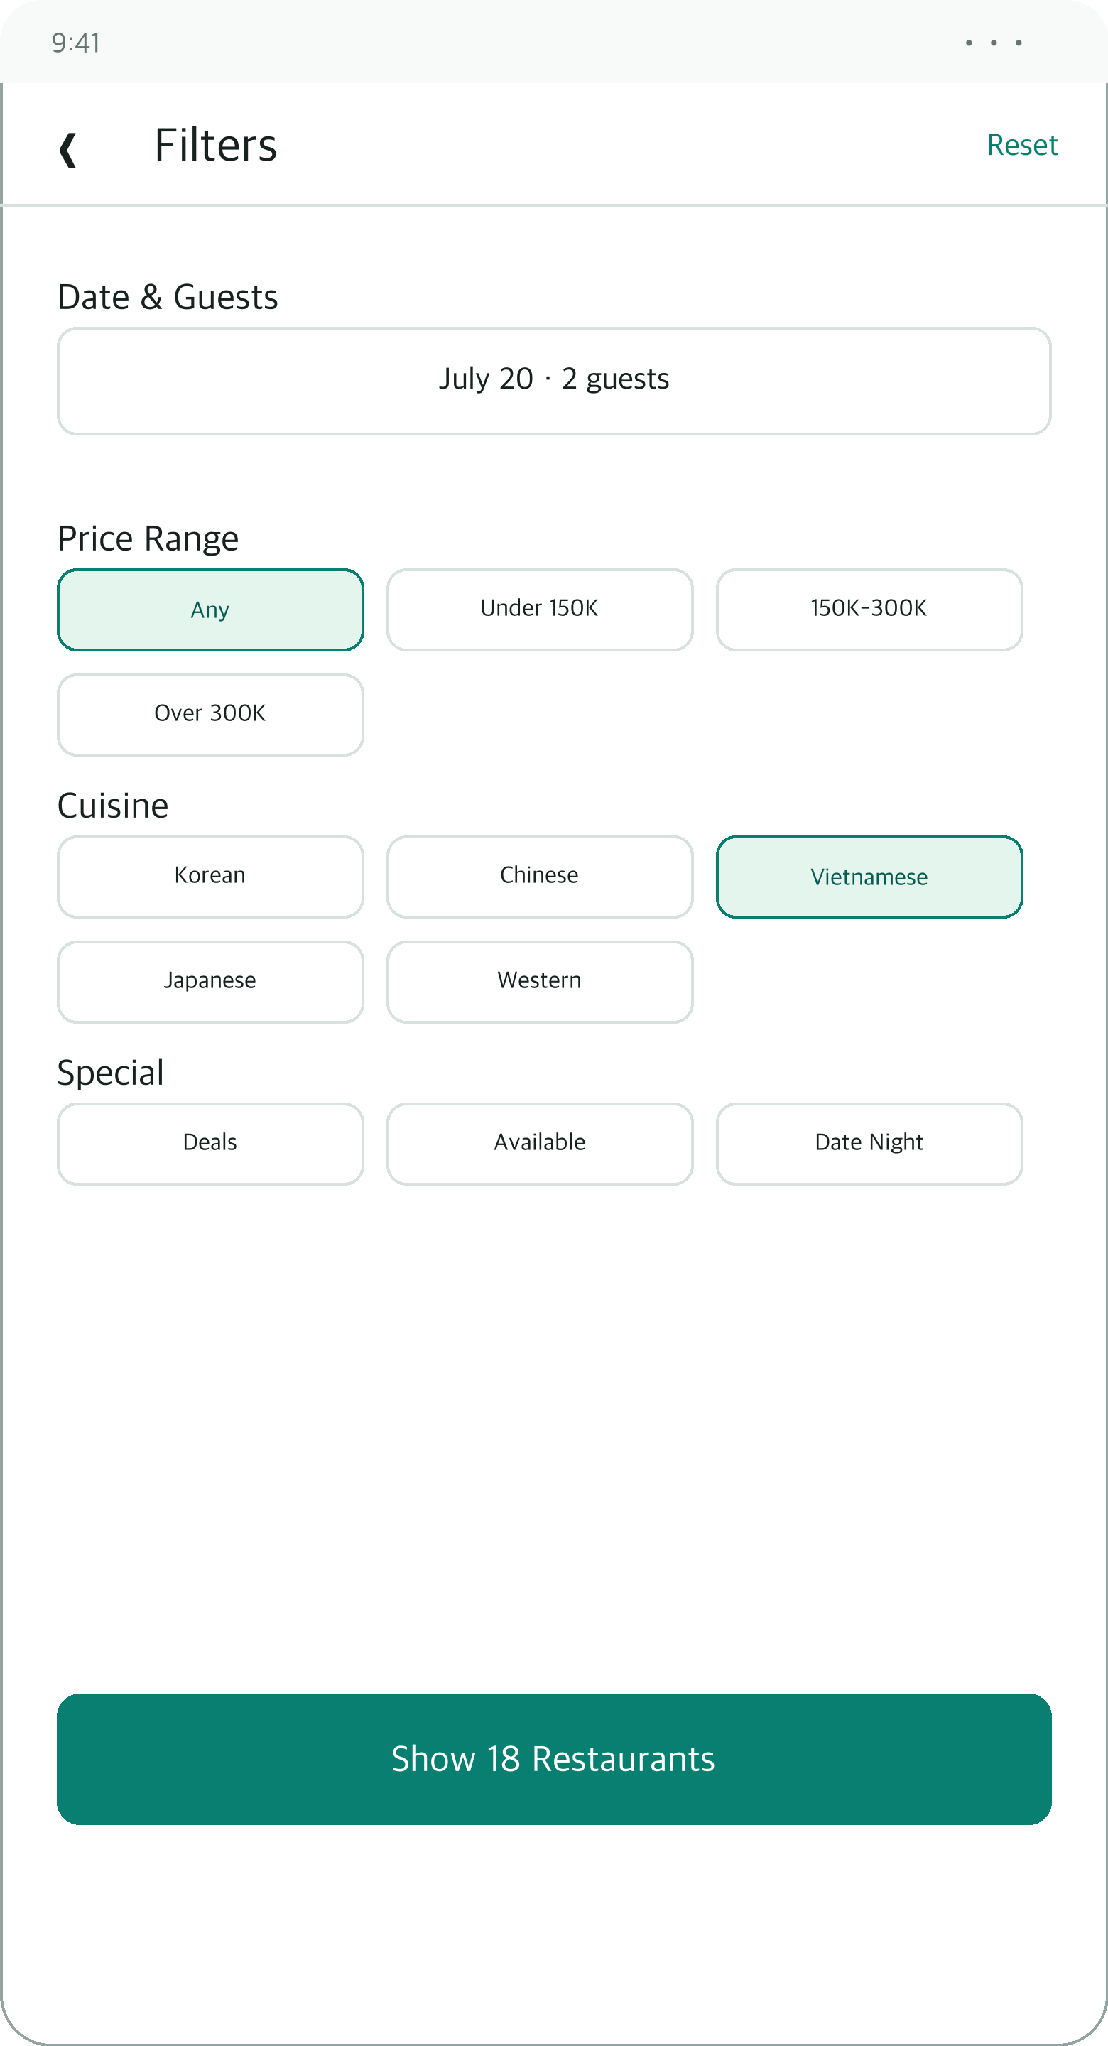 9:41
Filters
Reset
Date & Guests
July 20 · 2 guests
Price Range
Any
Under 150K
150K-300K
Over 300K
Cuisine
Korean
Chinese
Vietnamese
Japanese
Western
Special
Deals
Available
Date Night
Show 18 Restaurants